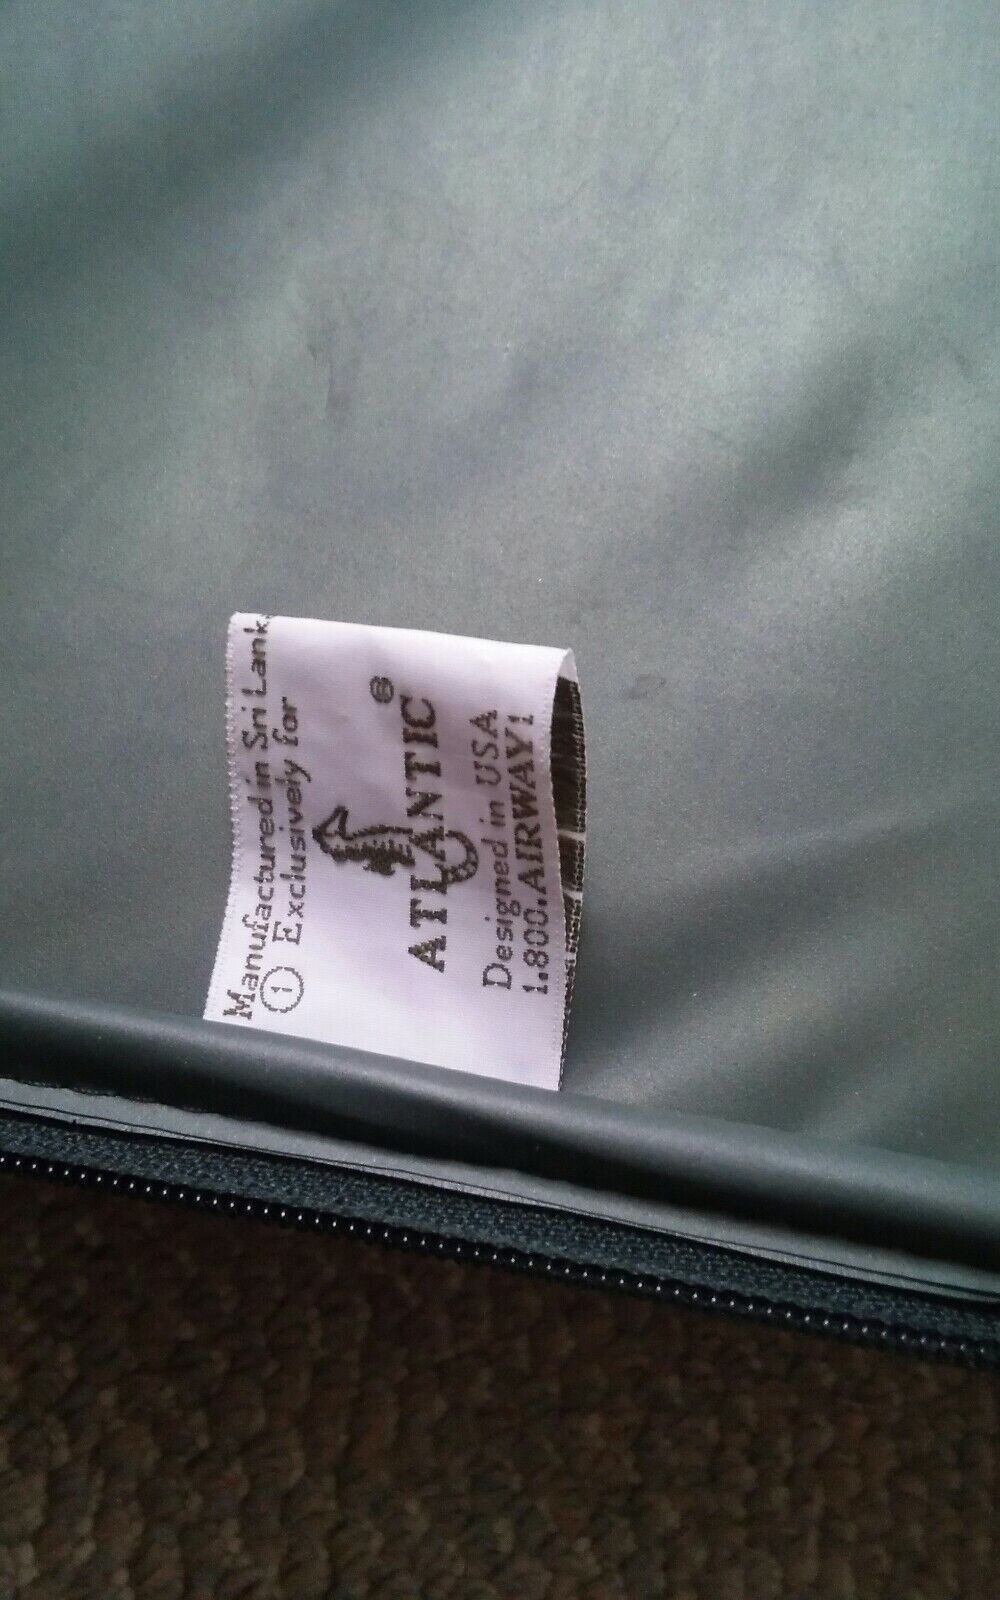 Manufactured in Sri Lank
1 Exclusively for
ATLANTIC®
Designed in USA
1.800.AIRWAY1